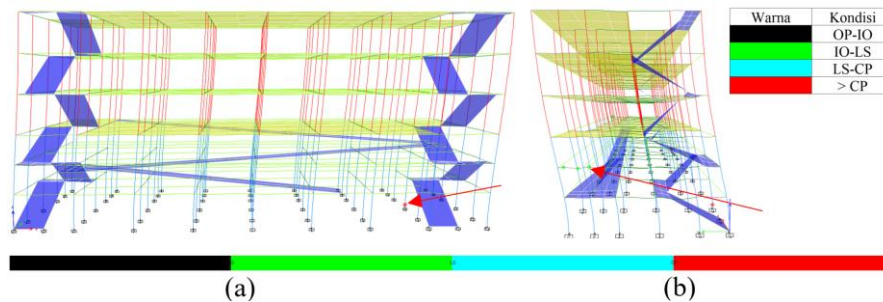 Warna Kondisi
OP-IO
IO-LS
LS-CP
> CP
(a) (b)